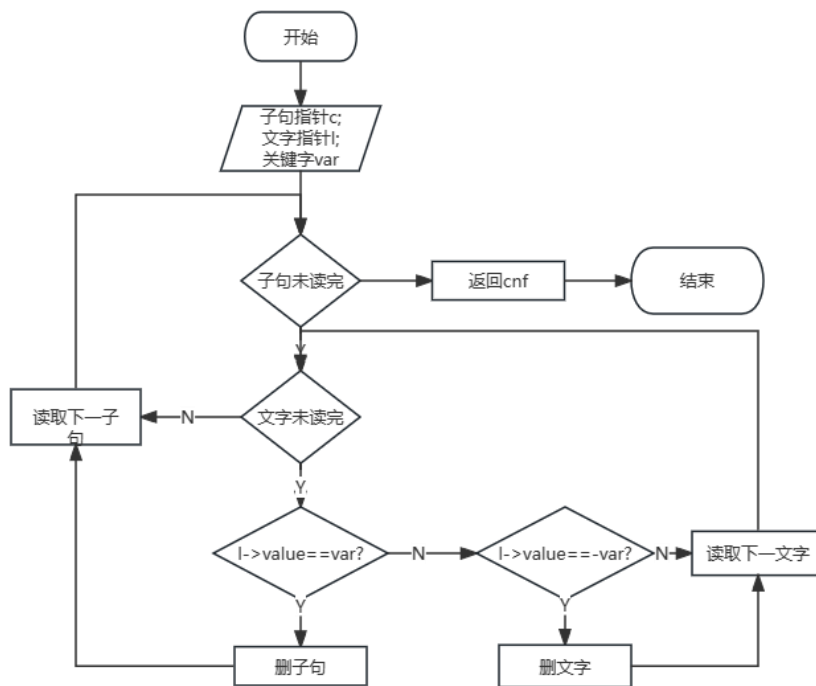 开始
子句指针c;
文字指针l;
关键字var
子句未读完
返回cnf
结束
Y
读取下一子
句
N
文字未读完
Y
l->value==var?
N
l->value==-var?
N
读取下一文字
Y
Y
删子句
删文字